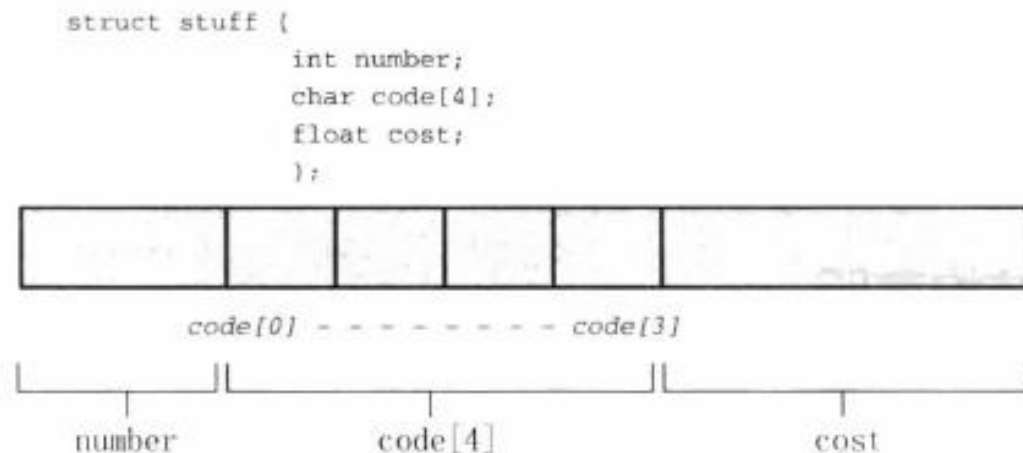 struct stuff {
int number;
char code[4];
float cost;
};
code[0] - - - - - - - - code[3]
number code[4] cost